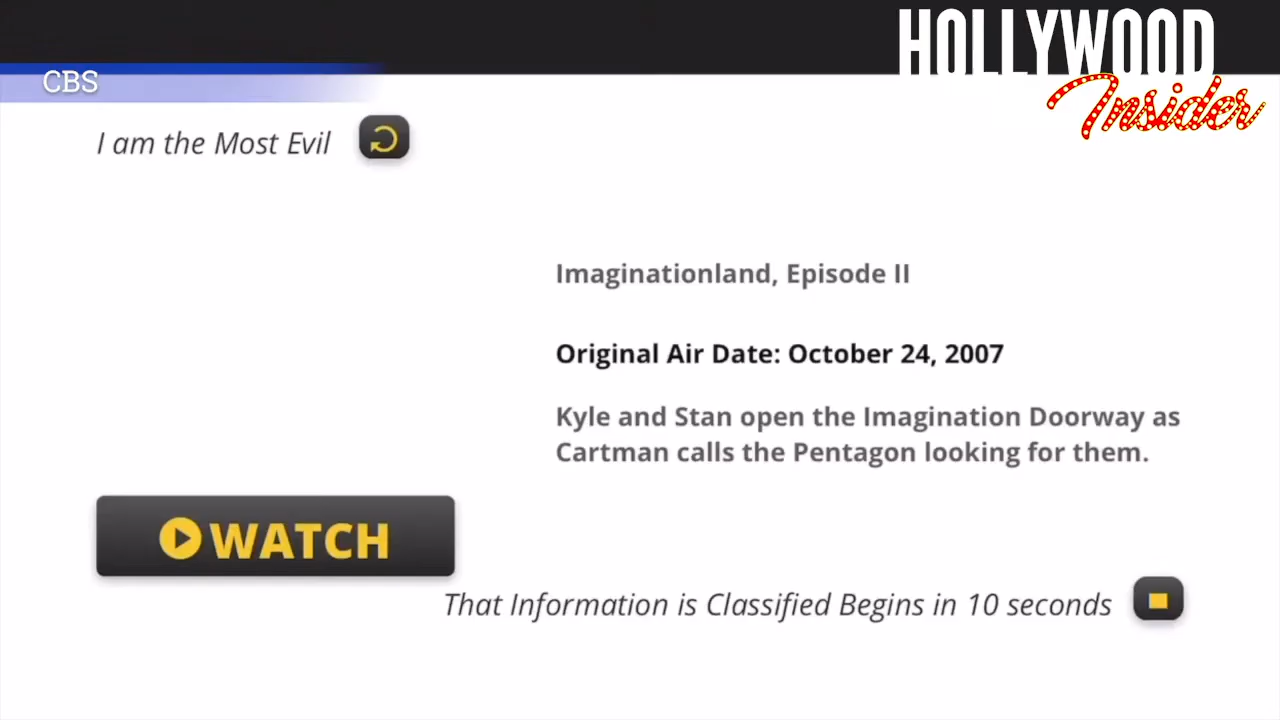 HOLLYWOOD
Insider
CBS
I am the Most Evil
Imaginationland, Episode II
Original Air Date: October 24, 2007
Kyle and Stan open the Imagination Doorway as
Cartman calls the Pentagon looking for them.
WATCH
That Information is Classified Begins in 10 seconds